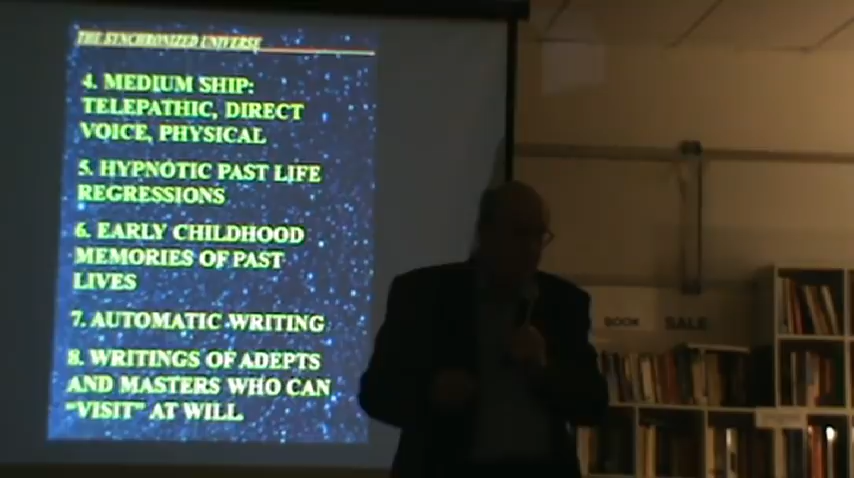 THE SYNCHRONIZED UNIVERSE
4. MEDIUM SHIP:
TELEPATHIC, DIRECT
VOICE, PHYSICAL
5. HYPNOTIC PAST LIFE
REGRESSIONS
6. EARLY CHILDHOOD
MEMORIES OF PAST
LIVES
7. AUTOMATIC WRITING
8. WRITINGS OF ADEPTS
AND MASTERS WHO CAN
"VISIT" AT WILL
BOOK SALE